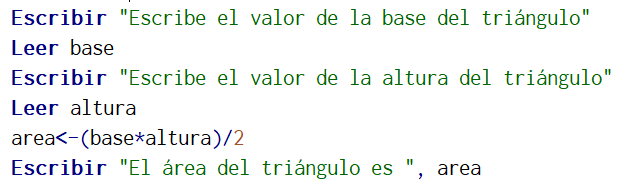 Escribir "Escribe el valor de la base del triángulo"
Leer base
Escribir "Escribe el valor de la altura del triángulo"
Leer altura
area<-(base*altura)/2
Escribir "El área del triángulo es ", area